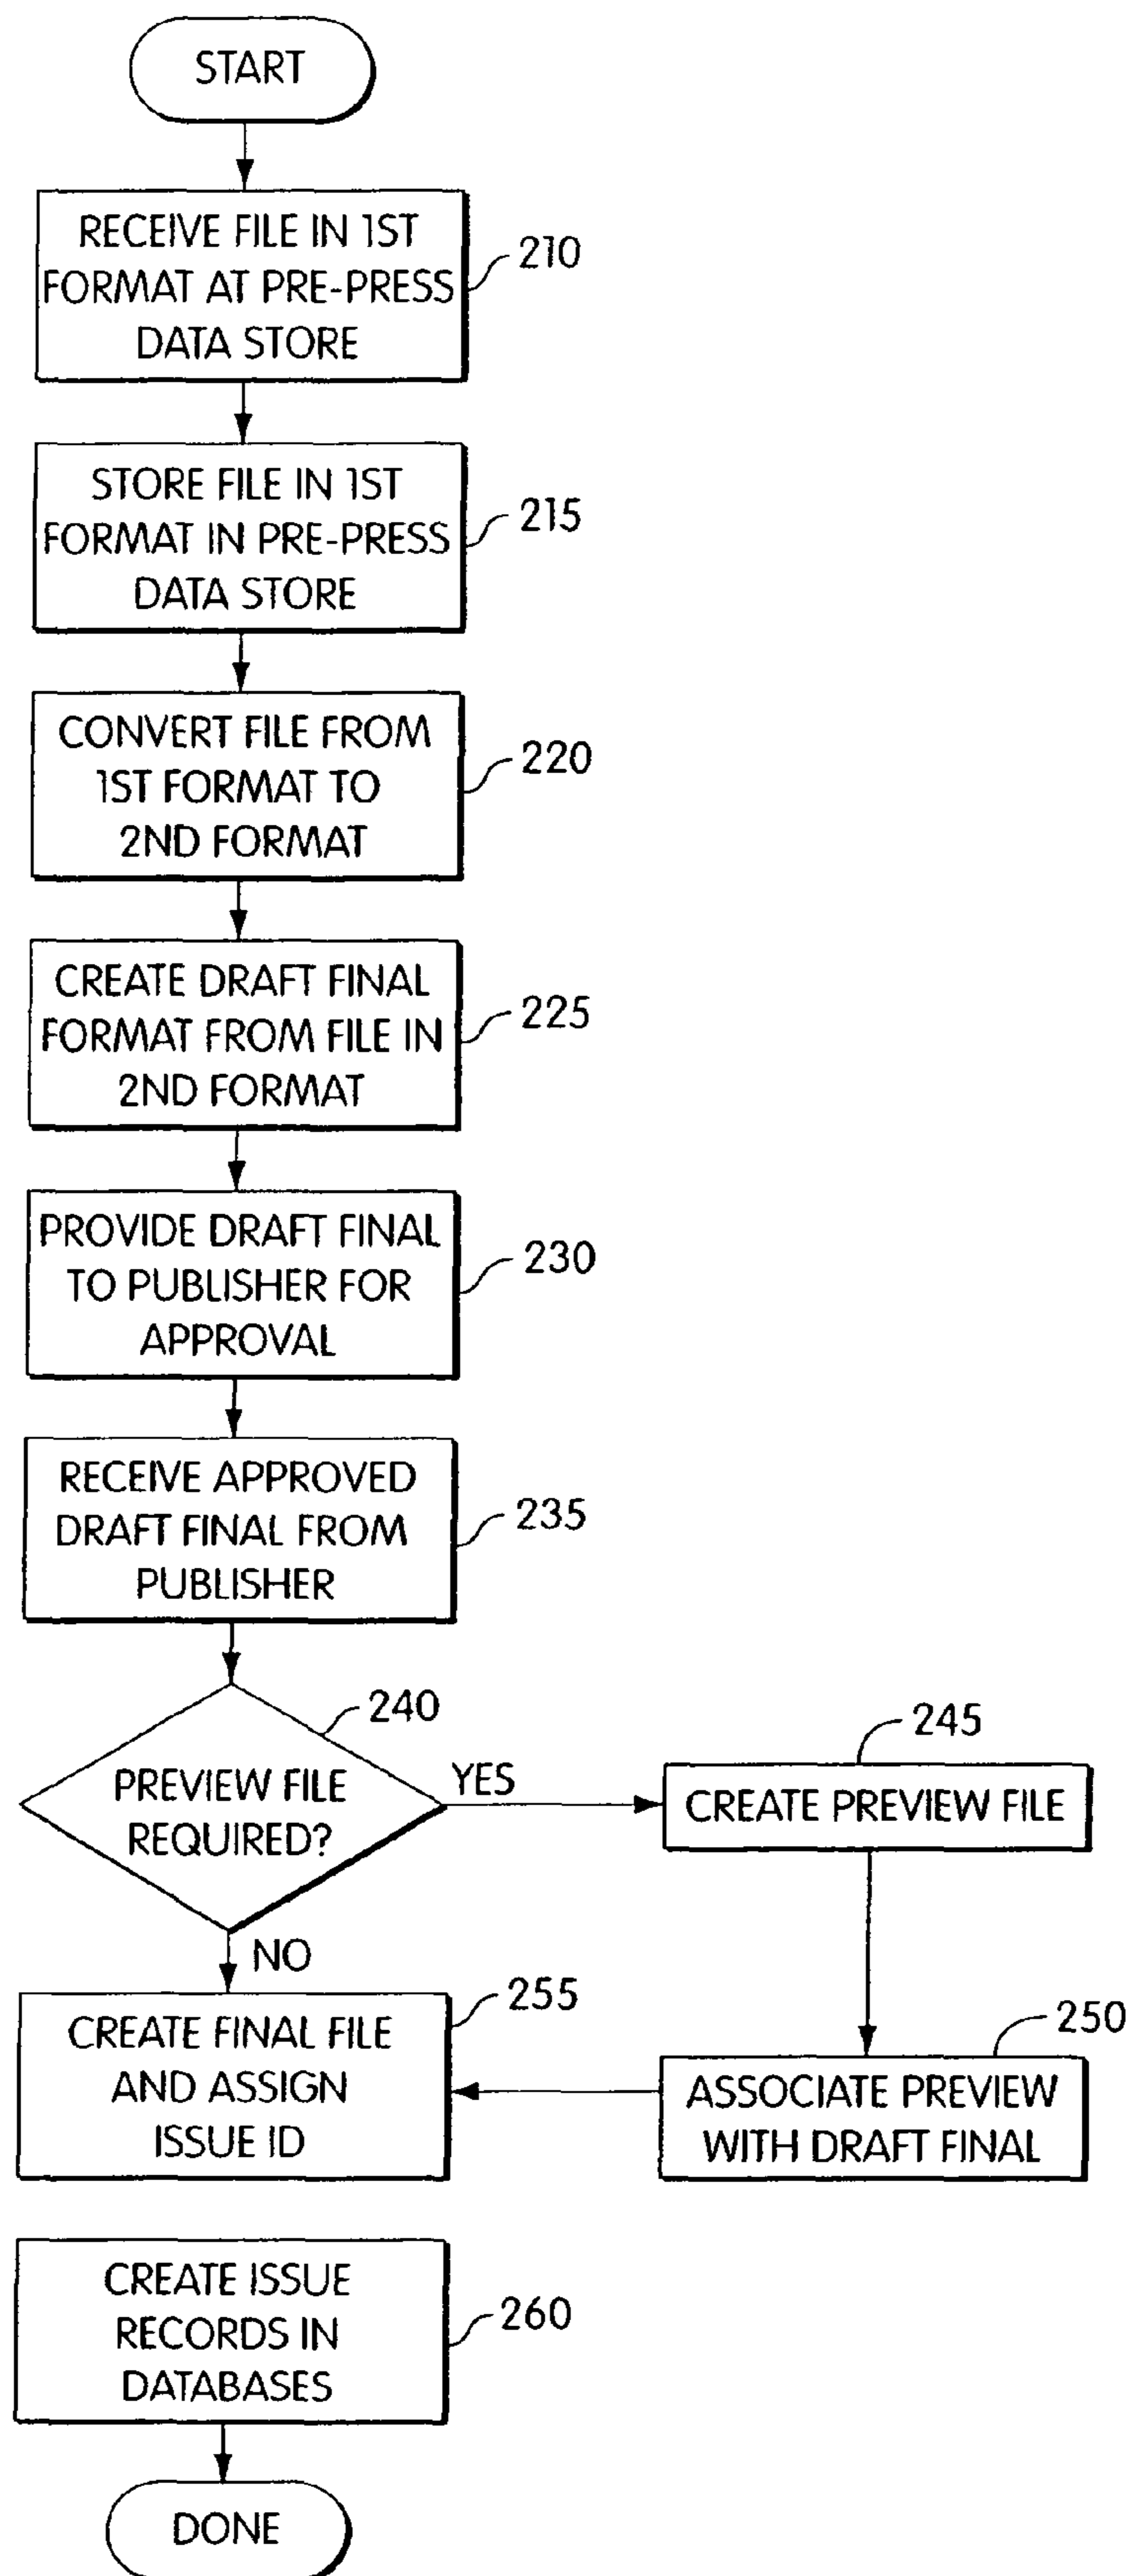 START
RECEIVE FILE IN 1ST
FORMAT AT PRE-PRESS
DATA STORE
210
STORE FILE IN 1ST
FORMAT IN PRE-PRESS
DATA STORE
215
CONVERT FILE FROM
1ST FORMAT TO
2ND FORMAT
220
CREATE DRAFT FINAL
FORMAT FROM FILE IN
2ND FORMAT
225
PROVIDE DRAFT FINAL
TO PUBLISHER FOR
APPROVAL
230
RECEIVE APPROVED
DRAFT FINAL FROM
PUBLISHER
235
240
PREVIEW FILE
REQUIRED?
YES
245
CREATE PREVIEW FILE
NO
250
ASSOCIATE PREVIEW
WITH DRAFT FINAL
255
CREATE FINAL FILE
AND ASSIGN
ISSUE ID
CREATE ISSUE
RECORDS IN
DATABASES
260
DONE